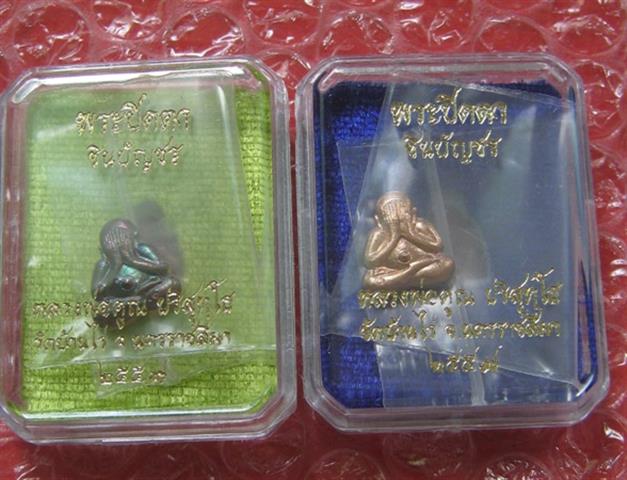 พระปิดตา
ชินบัญชร
หลวงพ่อคูณ ปริสุทฺโธ
วัดบ้านไร่ จ.นครราชสีมา
๒๕๕๗
พระปิดตา
ชินบัญชร
หลวงพ่อคูณ ปริสุทฺโธ
วัดบ้านไร่ จ.นครราชสีมา
๒๕๕๗